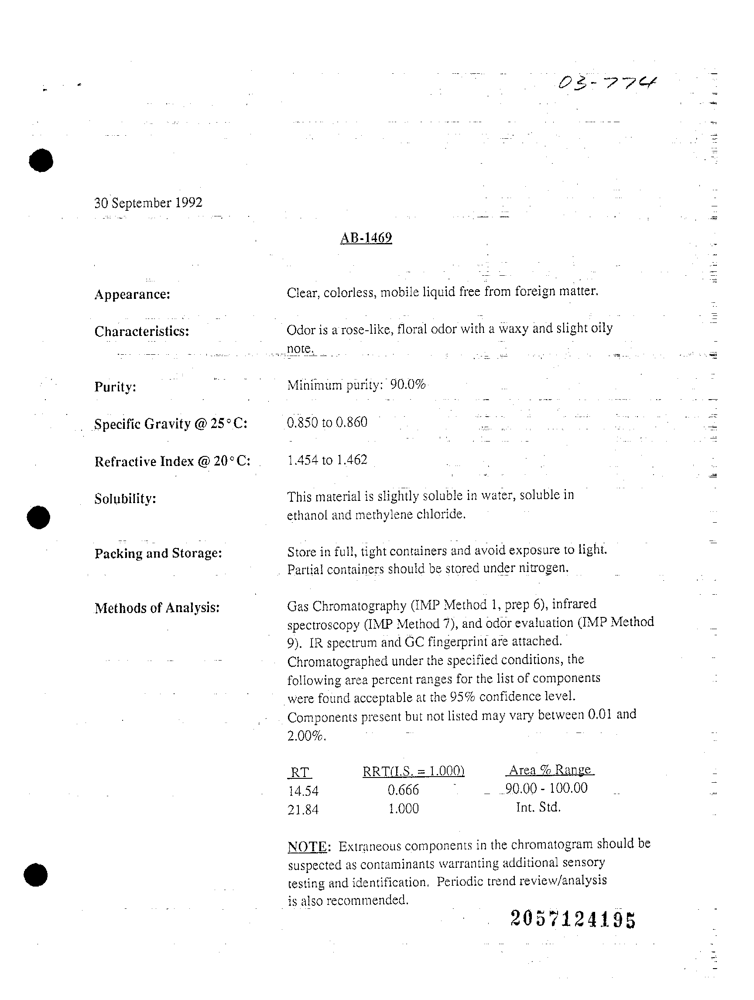 03-774
30 September 1992
AB-1469
Appearance: Clear, colorless, mobile liquid free from foreign matter.
Characteristics: Odor is a rose-like, floral odor with a waxy and slight oily
note.
Purity: Minimum purity: 90.0%
Specific Gravity @ 25°C: 0.850 to 0.860
Refractive Index @ 20°C: 1.454 to 1.462
Solubility: This material is slightly soluble in water, soluble in
ethanol and methylene chloride.
Packing and Storage: Store in full, tight containers and avoid exposure to light.
Partial containers should be stored under nitrogen.
Methods of Analysis: Gas Chromatography (IMP Method 1, prep 6), infrared
spectroscopy (IMP Method 7), and odor evaluation (IMP Method
9). IR spectrum and GC fingerprint are attached.
Chromatographed under the specified conditions, the
following area percent ranges for the list of components
were found acceptable at the 95% confidence level.
Components present but not listed may vary between 0.01 and
2.00%.
RT RRT(I.S. = 1.000) Area % Range
14.54 0.666 90.00 - 100.00
21.84 1.000 Int. Std.
NOTE: Extraneous components in the chromatogram should be
suspected as contaminants warranting additional sensory
testing and identification. Periodic trend review/analysis
is also recommended.
2057124195